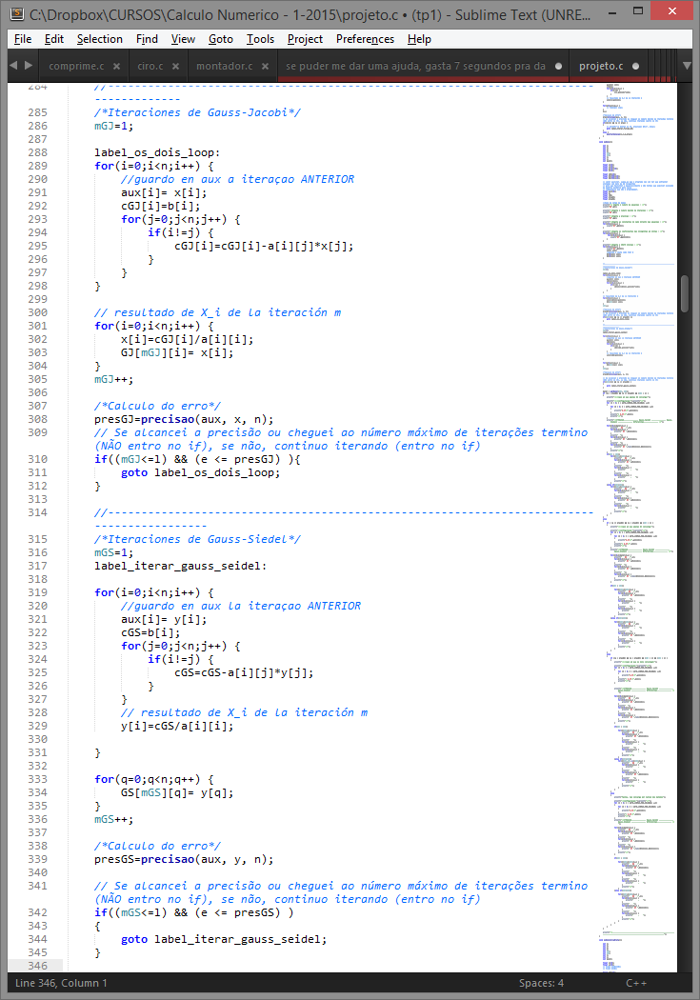 C:\Dropbox\CURSOS\Calculo Numerico - 1-2015\projeto.c • (tp1) - Sublime Text (UNRE...
File Edit Selection Find View Goto Tools Project Preferences Help
comprime.c ciro.c montador.c se puder me dar uma ajuda, gasta 7 segundos pra da projeto.c
284 //-------------------------------------------------------------------------
-------------
285 /*Iteraciones de Gauss-Jacobi*/
286 mGJ=1;
287
288 label_os_dois_loop:
289 for(i=0;i<n;i++) {
290 //guardo en aux a iteraçao ANTERIOR
291 aux[i]= x[i];
292 cGJ[i]=b[i];
293 for(j=0;j<n;j++) {
294 if(i!=j) {
295 cGJ[i]=cGJ[i]-a[i][j]*x[j];
296 }
297 }
298 }
299
300 // resultado de X_i de la iteración m
301 for(i=0;i<n;i++) {
302 x[i]=cGJ[i]/a[i][i];
303 GJ[mGJ][i]= x[i];
304 }
305 mGJ++;
306
307 /*Calculo do erro*/
308 presGJ=precisao(aux, x, n);
309 // Se alcancei a precisão ou cheguei ao número máximo de iterações termino
(NÃO entro no if), se não, continuo iterando (entro no if)
310 if((mGJ<=l) && (e <= presGJ) ){
311 goto label_os_dois_loop;
312 }
313
314 //-------------------------------------------------------------------------
-----------------
315 /*Iteraciones de Gauss-Siedel*/
316 mGS=1;
317 label_iterar_gauss_seidel:
318
319 for(i=0;i<n;i++) {
320 //guardo en aux la iteraçao ANTERIOR
321 aux[i]= y[i];
322 cGS=b[i];
323 for(j=0;j<n;j++) {
324 if(i!=j) {
325 cGS=cGS-a[i][j]*y[j];
326 }
327 }
328 // resultado de X_i de la iteración m
329 y[i]=cGS/a[i][i];
330
331 }
332
333 for(q=0;q<n;q++) {
334 GS[mGS][q]= y[q];
335 }
336 mGS++;
337
338 /*Calculo do erro*/
339 presGS=precisao(aux, y, n);
340
341 // Se alcancei a precisão ou cheguei ao número máximo de iterações termino
(NÃO entro no if), se não, continuo iterando (entro no if)
342 if((mGS<=l) && (e <= presGS) )
343 {
344 goto label_iterar_gauss_seidel;
345 }
346
Line 346, Column 1 Spaces: 4 C++